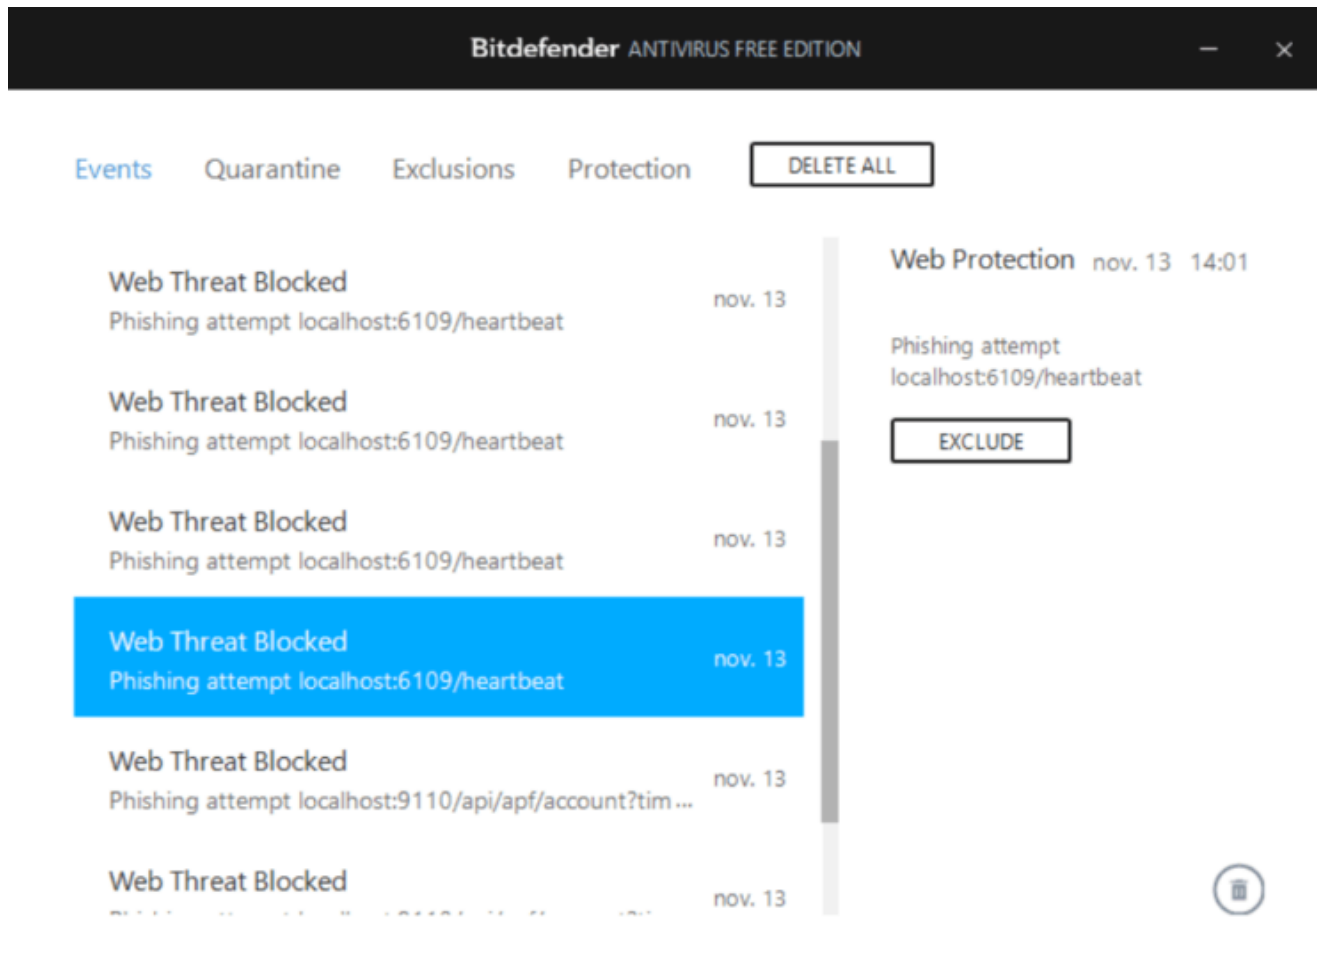 Bitdefender ANTIVIRUS FREE EDITION
Events Quarantine Exclusions Protection DELETE ALL
Web Threat Blocked
Phishing attempt localhost:6109/heartbeat
nov. 13
Web Threat Blocked
Phishing attempt localhost:6109/heartbeat
nov. 13
Web Threat Blocked
Phishing attempt localhost:6109/heartbeat
nov. 13
Web Threat Blocked
Phishing attempt localhost:6109/heartbeat
nov. 13
Web Threat Blocked
Phishing attempt localhost:9110/api/apf/account?tim ...
nov. 13
Web Threat Blocked
nov. 13
Web Protection nov. 13 14:01
Phishing attempt
localhost:6109/heartbeat
EXCLUDE